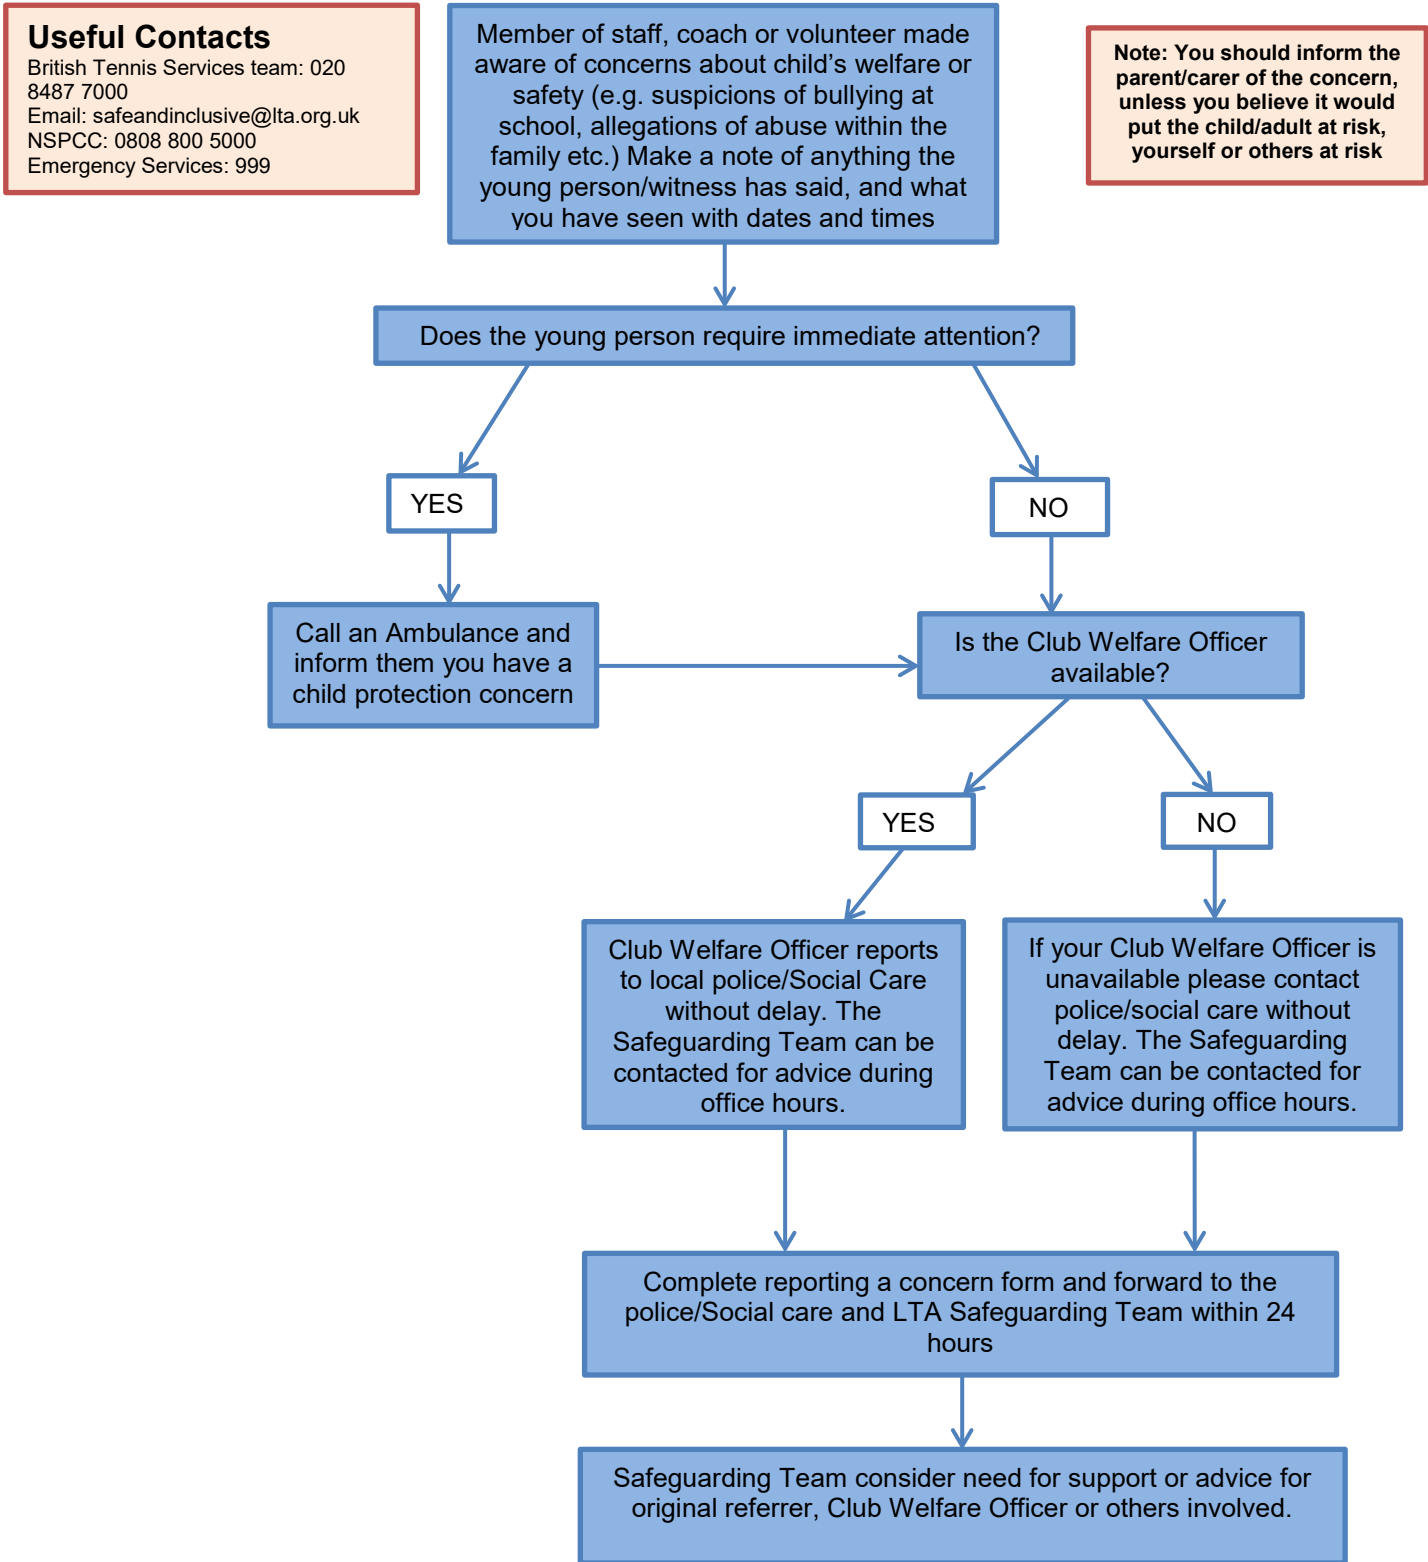 Useful Contacts
British Tennis Services team: 020
8487 7000
Email: safeandinclusive@lta.org.uk
NSPCC: 0808 800 5000
Emergency Services: 999
Member of staff, coach or volunteer made
aware of concerns about child’s welfare or
safety (e.g. suspicions of bullying at
school, allegations of abuse within the
family etc.) Make a note of anything the
young person/witness has said, and what
you have seen with dates and times
Note: You should inform the
parent/carer of the concern,
unless you believe it would
put the child/adult at risk,
yourself or others at risk
Does the young person require immediate attention?
YES
NO
Call an Ambulance and
inform them you have a
child protection concern
Is the Club Welfare Officer
available?
YES
NO
Club Welfare Officer reports
to local police/Social Care
without delay. The
Safeguarding Team can be
contacted for advice during
office hours.
If your Club Welfare Officer is
unavailable please contact
police/social care without
delay. The Safeguarding
Team can be contacted for
advice during office hours.
Complete reporting a concern form and forward to the
police/Social care and LTA Safeguarding Team within 24
hours
Safeguarding Team consider need for support or advice for
original referrer, Club Welfare Officer or others involved.